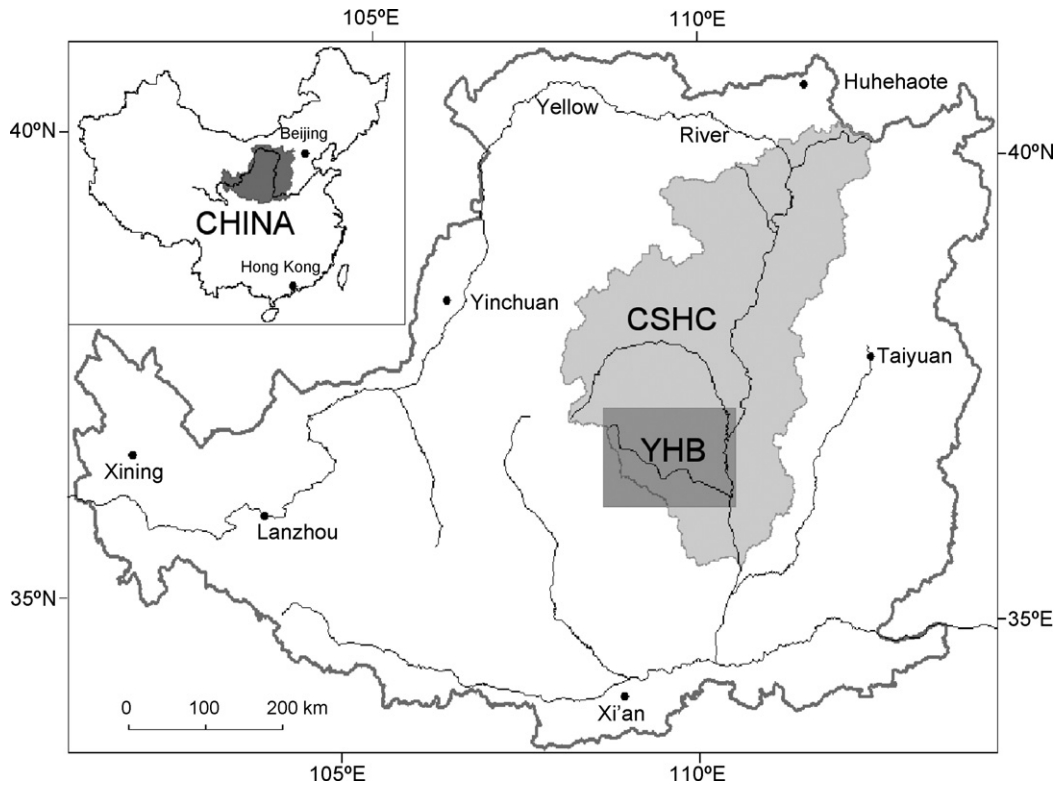 105ºE
110ºE
Huhehaote
Yellow
River
40ºN
40ºN
Beijing
CHINA
Hong Kong
Yinchuan
CSHC
Taiyuan
YHB
Xining
Lanzhou
35ºN
35ºE
0 100 200 km
Xi'an
105ºE
110ºE